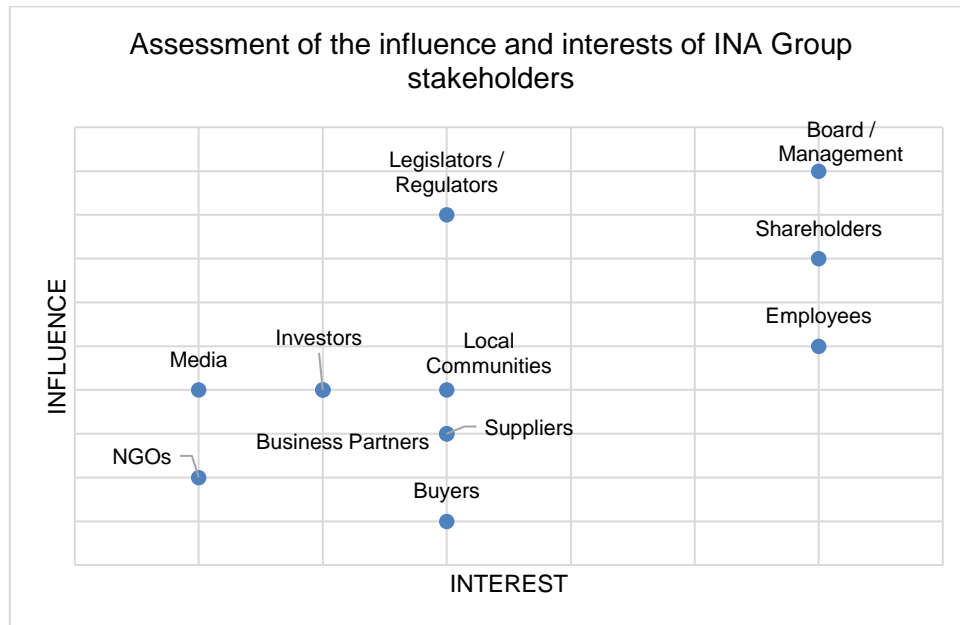 Assessment of the influence and interests of INA Group
stakeholders
Board /
Management
Legislators /
Regulators
Shareholders
Employees
Investors
Local
Communities
Media
Suppliers
Business Partners
NGOs
Buyers
INFLUENCE
INTEREST